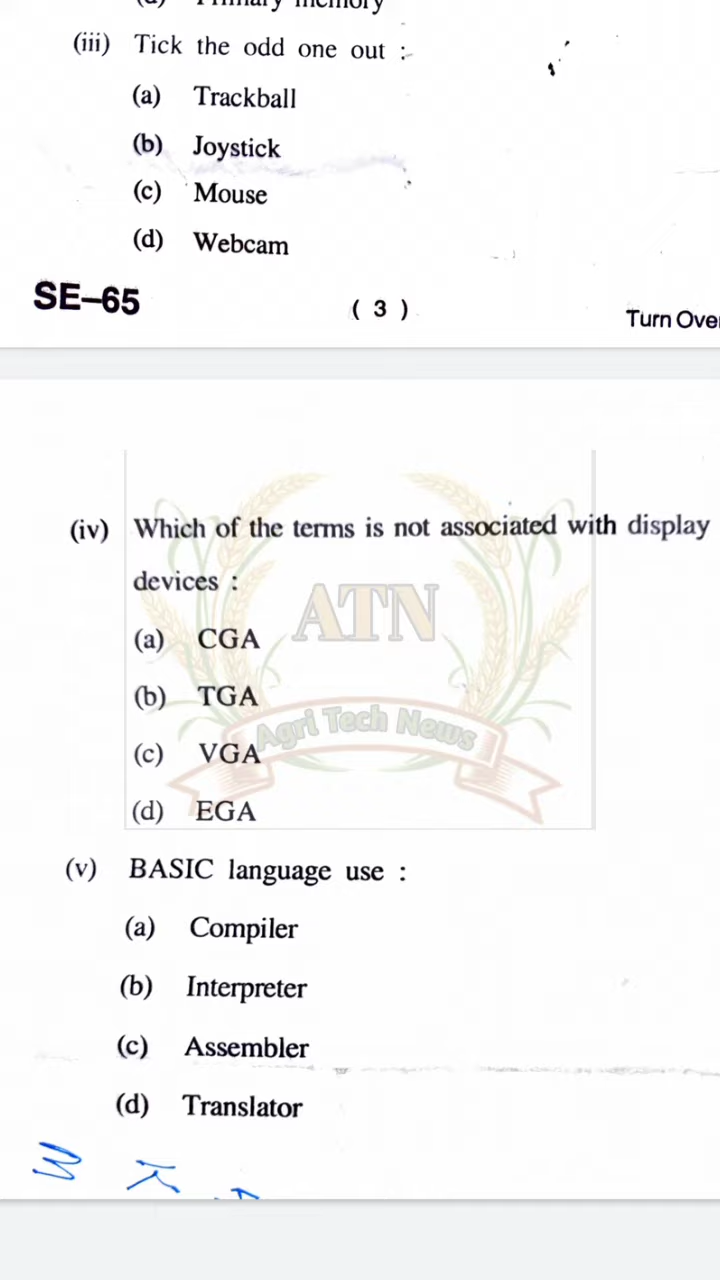 (iii) Tick the odd one out :-
(a) Trackball
(b) Joystick
(c) Mouse
(d) Webcam
SE–65
( 3 )
Turn Over
(iv) Which of the terms is not associated with display
devices :
(a) CGA
(b) TGA
(c) VGA
(d) EGA
ATN
Agri Tech News
(v) BASIC language use :
(a) Compiler
(b) Interpreter
(c) Assembler
(d) Translator